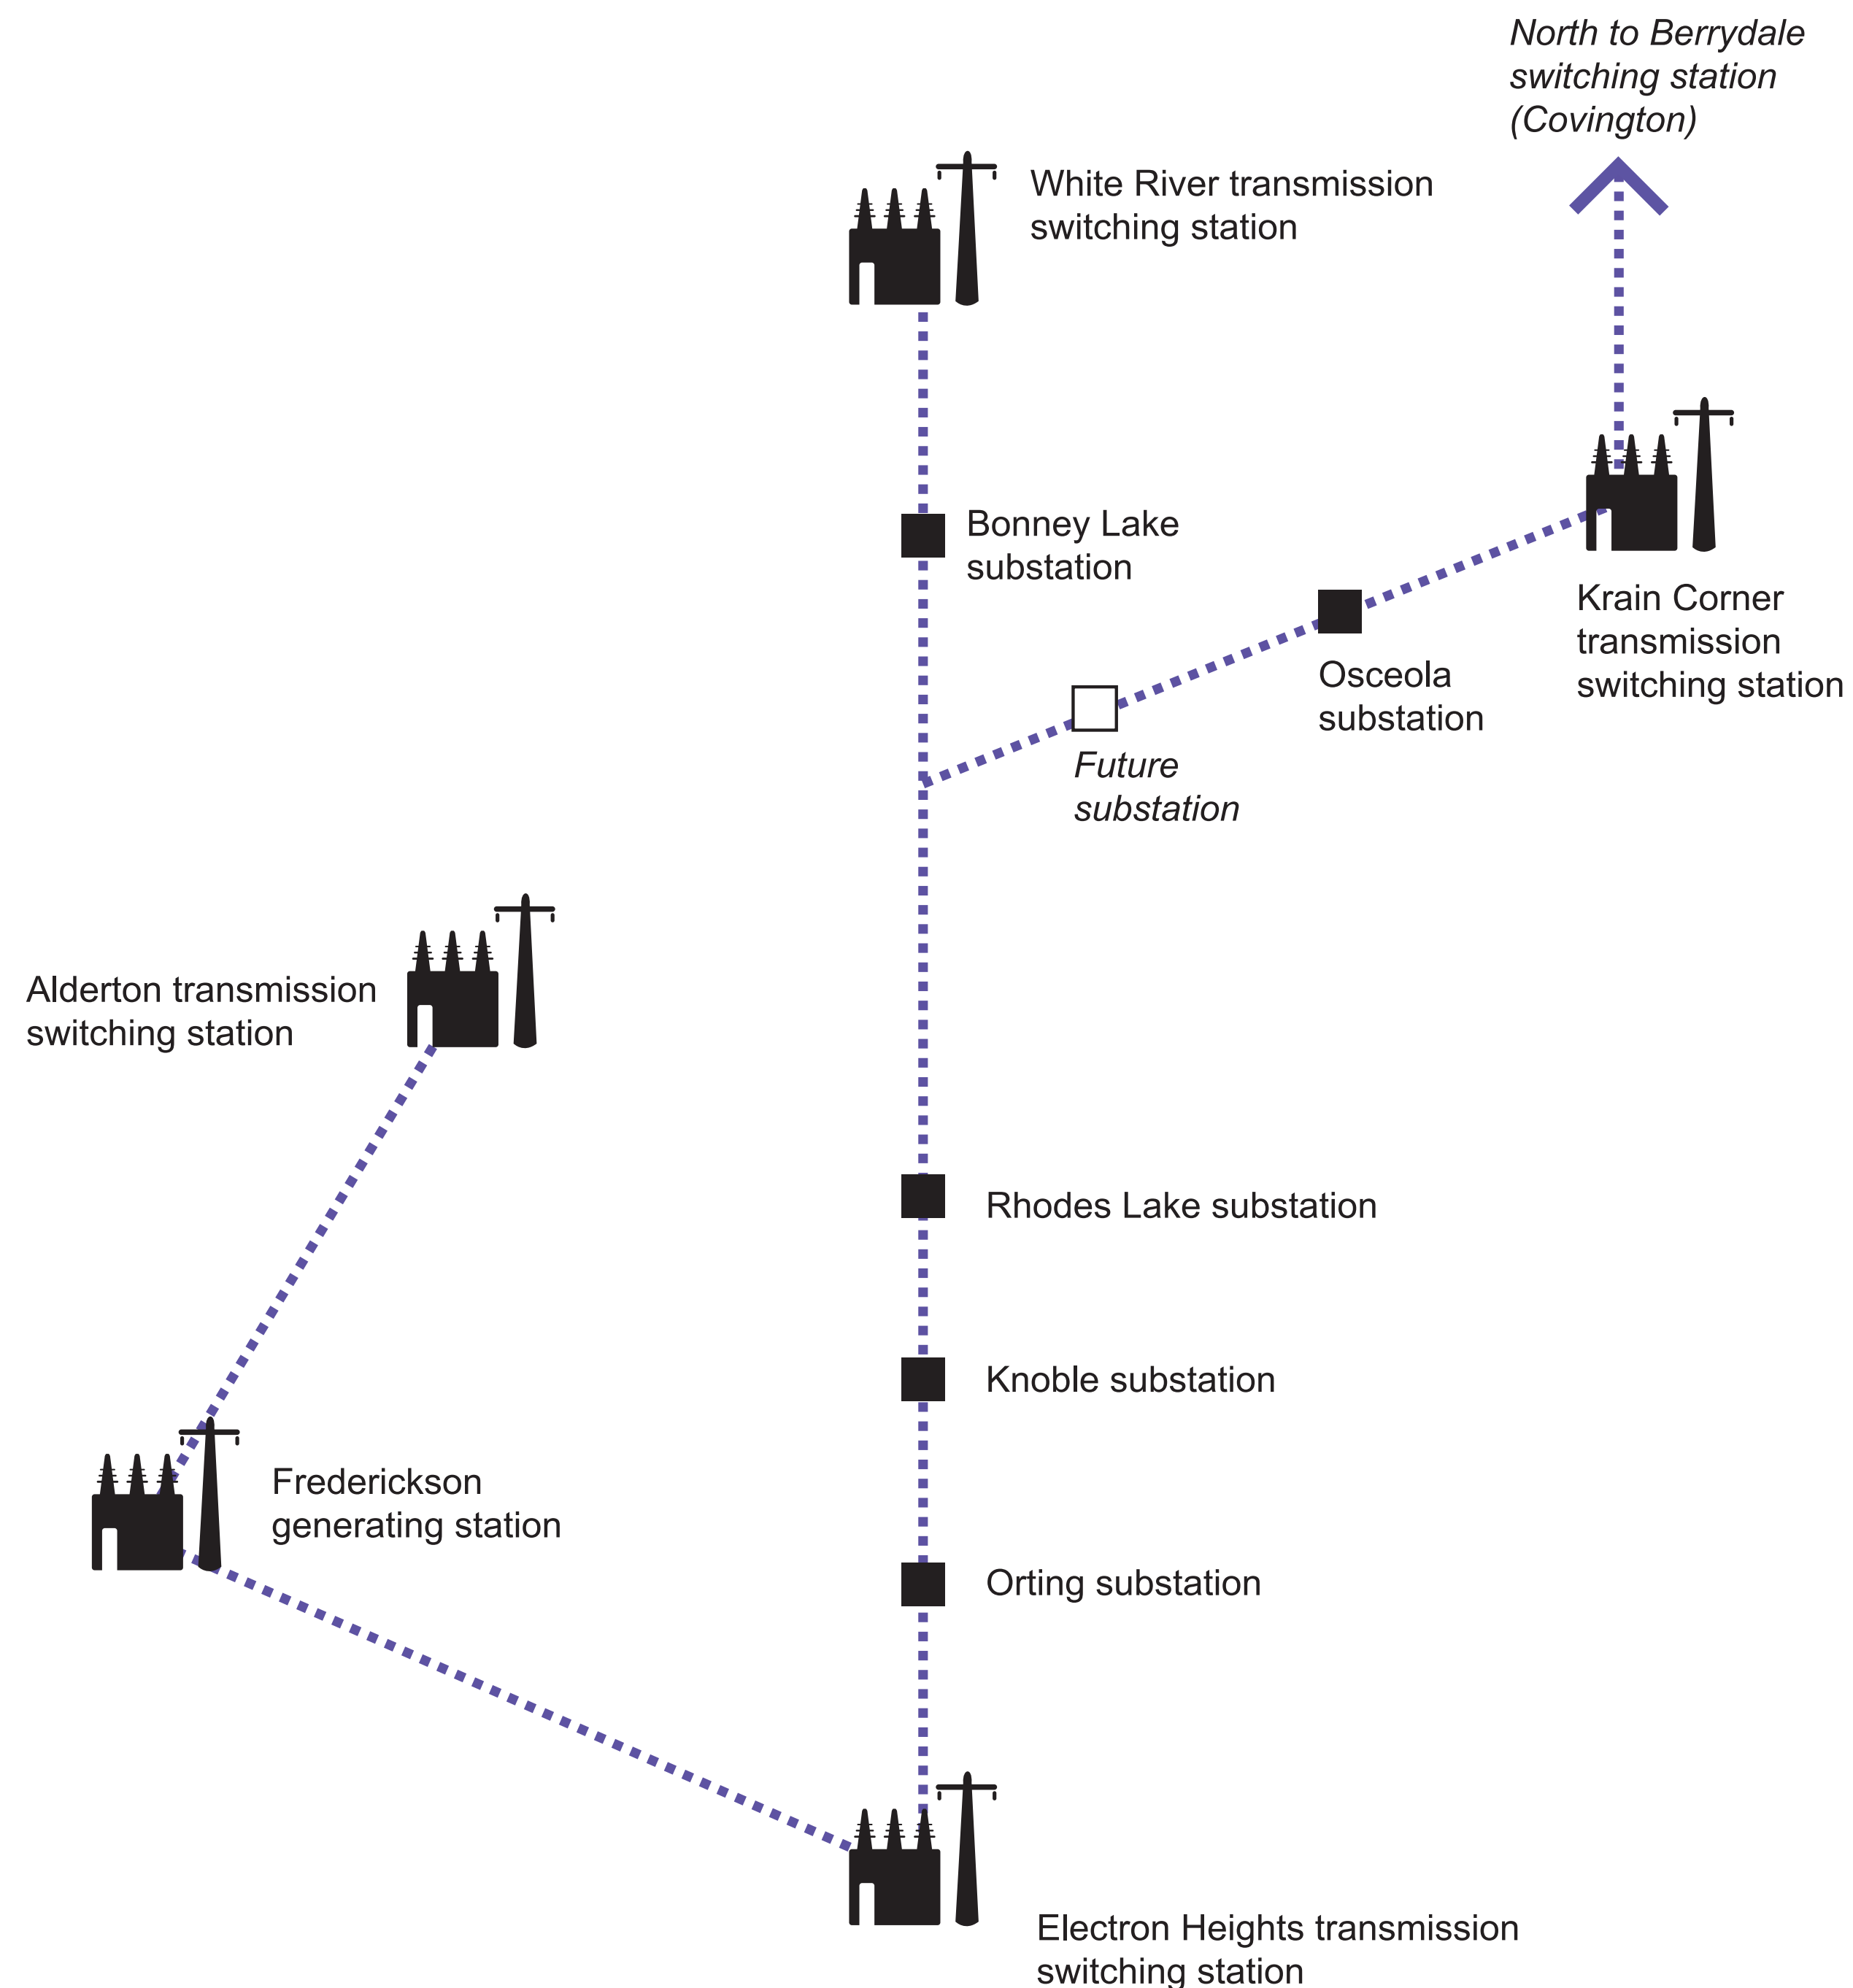 North to Berrydale
switching station
(Covington)
White River transmission
switching station
Bonney Lake
substation
Krain Corner
transmission
switching station
Osceola
substation
Future
substation
Alderton transmission
switching station
Rhodes Lake substation
Knoble substation
Frederickson
generating station
Orting substation
Electron Heights transmission
switching station